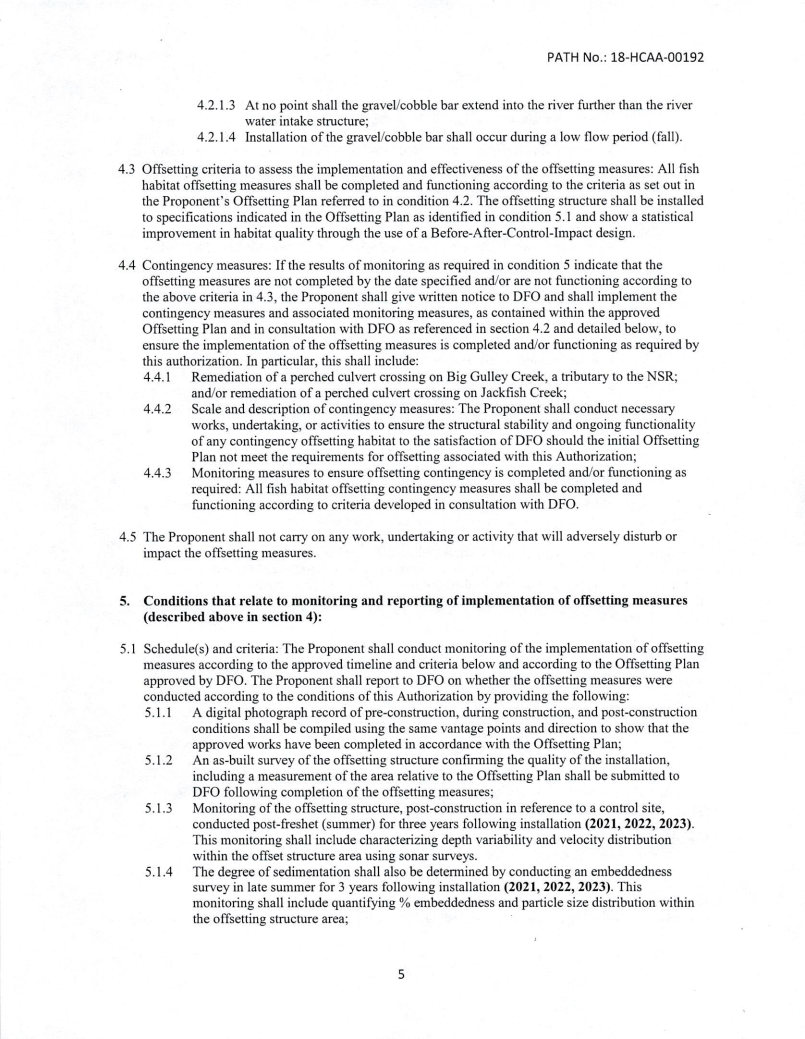 PATH No.: 18-HCAA-00192
4.2.1.3 At no point shall the gravel/cobble bar extend into the river further than the river
water intake structure;
4.2.1.4 Installation of the gravel/cobble bar shall occur during a low flow period (fall).
4.3 Offsetting criteria to assess the implementation and effectiveness of the offsetting measures: All fish
habitat offsetting measures shall be completed and functioning according to the criteria as set out in
the Proponent's Offsetting Plan referred to in condition 4.2. The offsetting structure shall be installed
to specifications indicated in the Offsetting Plan as identified in condition 5.1 and show a statistical
improvement in habitat quality through the use of a Before-After-Control-Impact design.
4.4 Contingency measures: If the results of monitoring as required in condition 5 indicate that the
offsetting measures are not completed by the date specified and/or are not functioning according to
the above criteria in 4.3, the Proponent shall give written notice to DFO and shall implement the
contingency measures and associated monitoring measures, as contained within the approved
Offsetting Plan and in consultation with DFO as referenced in section 4.2 and detailed below, to
ensure the implementation of the offsetting measures is completed and/or functioning as required by
this authorization. In particular, this shall include:
4.4.1 Remediation of a perched culvert crossing on Big Gulley Creek, a tributary to the NSR;
and/or remediation of a perched culvert crossing on Jackfish Creek;
4.4.2 Scale and description of contingency measures: The Proponent shall conduct necessary
works, undertaking, or activities to ensure the structural stability and ongoing functionality
of any contingency offsetting habitat to the satisfaction of DFO should the initial Offsetting
Plan not meet the requirements for offsetting associated with this Authorization;
4.4.3 Monitoring measures to ensure offsetting contingency is completed and/or functioning as
required: All fish habitat offsetting contingency measures shall be completed and
functioning according to criteria developed in consultation with DFO.
4.5 The Proponent shall not carry on any work, undertaking or activity that will adversely disturb or
impact the offsetting measures.
5. Conditions that relate to monitoring and reporting of implementation of offsetting measures
(described above in section 4):
5.1 Schedule(s) and criteria: The Proponent shall conduct monitoring of the implementation of offsetting
measures according to the approved timeline and criteria below and according to the Offsetting Plan
approved by DFO. The Proponent shall report to DFO on whether the offsetting measures were
conducted according to the conditions of this Authorization by providing the following:
5.1.1 A digital photograph record of pre-construction, during construction, and post-construction
conditions shall be compiled using the same vantage points and direction to show that the
approved works have been completed in accordance with the Offsetting Plan;
5.1.2 An as-built survey of the offsetting structure confirming the quality of the installation,
including a measurement of the area relative to the Offsetting Plan shall be submitted to
DFO following completion of the offsetting measures;
5.1.3 Monitoring of the offsetting structure, post-construction in reference to a control site,
conducted post-freshet (summer) for three years following installation (2021, 2022, 2023).
This monitoring shall include characterizing depth variability and velocity distribution
within the offset structure area using sonar surveys.
5.1.4 The degree of sedimentation shall also be determined by conducting an embeddedness
survey in late summer for 3 years following installation (2021, 2022, 2023). This
monitoring shall include quantifying % embeddedness and particle size distribution within
the offsetting structure area;
5